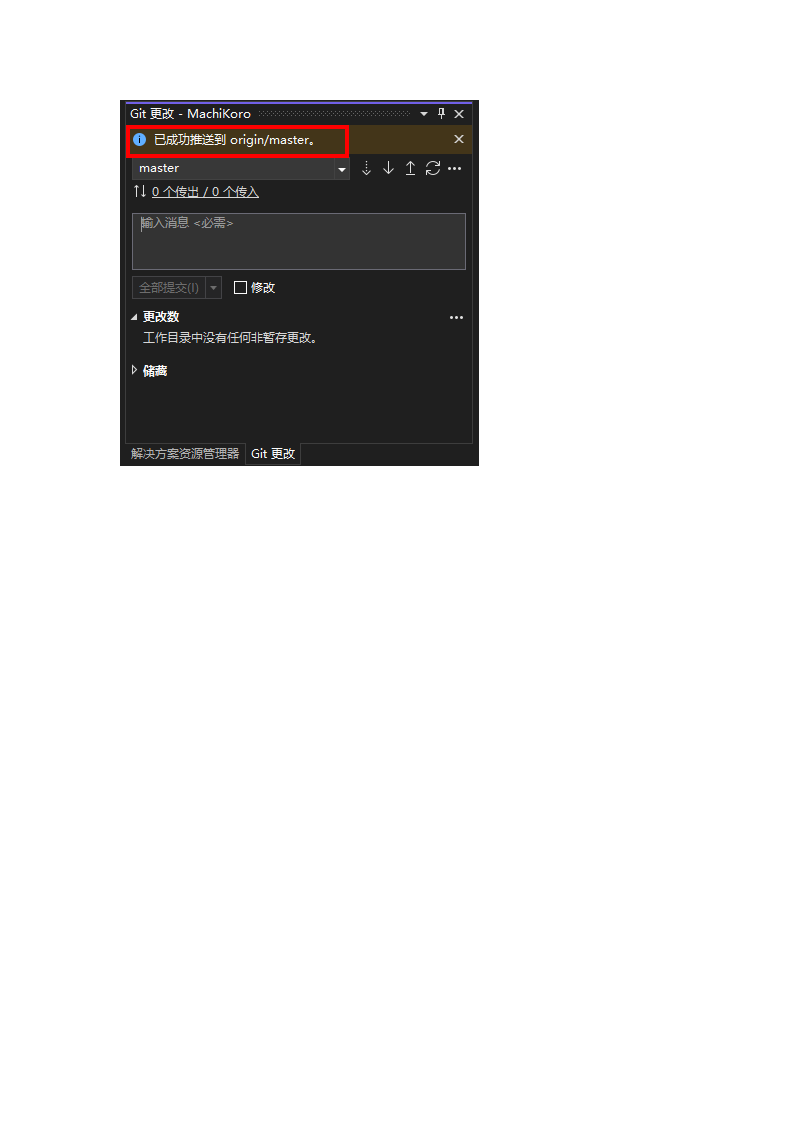 Git 更改 - MachiKoro
已成功推送到 origin/master。
master
0 个传出 / 0 个传入
输入消息 <必需>
全部提交(I)
修改
更改数
工作目录中没有任何非暂存更改。
储藏
解决方案资源管理器
Git 更改